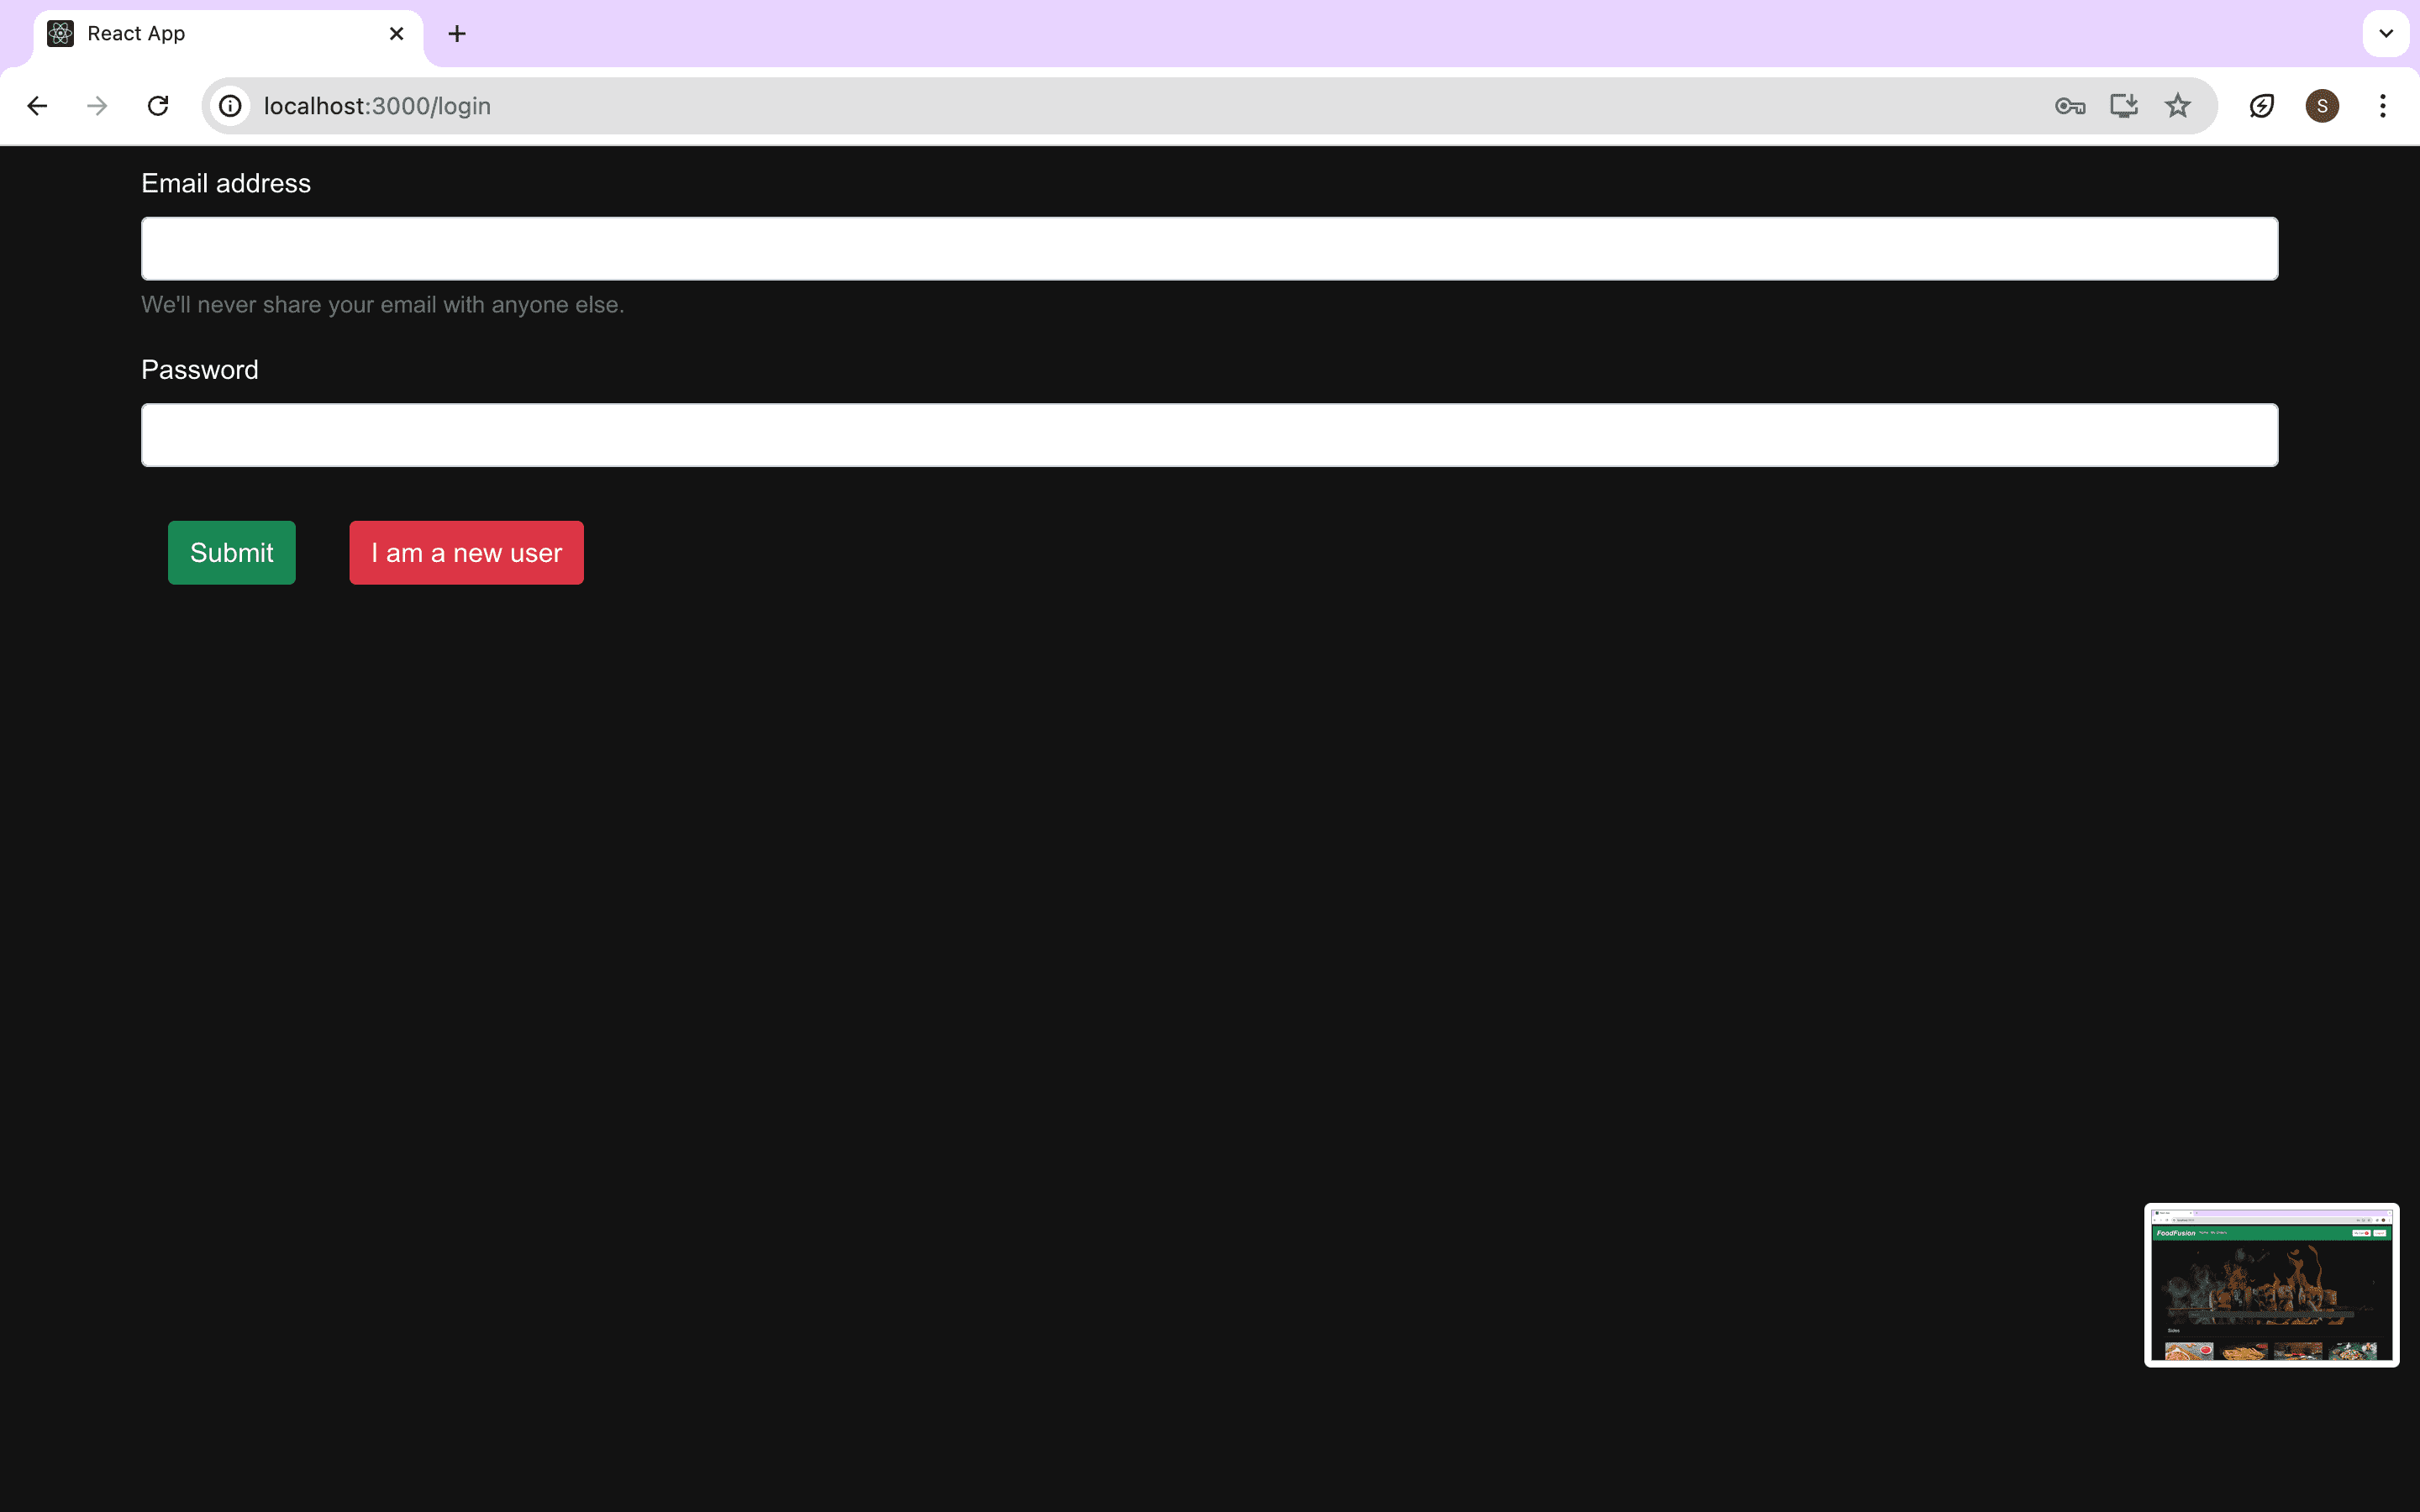 React App
localhost:3000/login
S
Email address
We'll never share your email with anyone else.
Password
Submit
I am a new user
FoodFusion
Sides